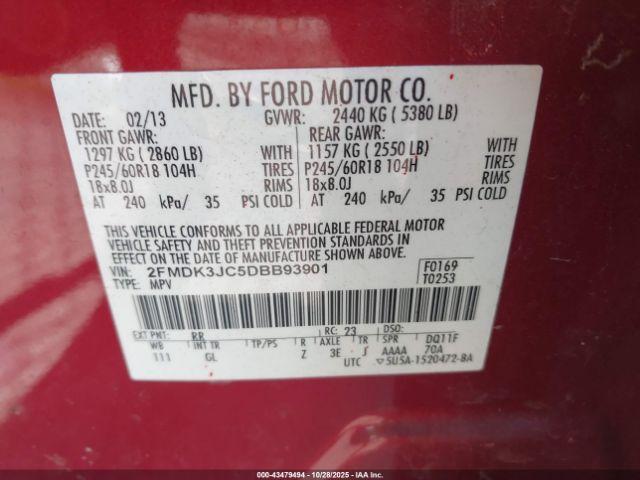 MFD. BY FORD MOTOR CO.
DATE: 02/13 GVWR: 2440 KG ( 5380 LB)
FRONT GAWR: REAR GAWR:
1297 KG ( 2860 LB) WITH 1157 KG ( 2550 LB) WITH
P245/60R18 104H TIRES P245/60R18 104H TIRES
18x8.0J RIMS 18x8.0J RIMS
AT 240 kPa/ 35 PSI COLD AT 240 kPa/ 35 PSI COLD
THIS VEHICLE CONFORMS TO ALL APPLICABLE FEDERAL MOTOR
VEHICLE SAFETY AND THEFT PREVENTION STANDARDS IN
EFFECT ON THE DATE OF MANUFACTURE SHOWN ABOVE.
VIN: 2FMDK3JC5DBB93901 F0169
TYPE: MPV T0253
EXT PNT: RR RC: 23 DSO:
WB INT TR TP/PS R AXLE TR SPR DQ11F
111 GL Z 3E J AAAA 70A
UTC ▽5U5A-1520472-BA
000-43479494 | 10/28/2025 | IAA, Inc.